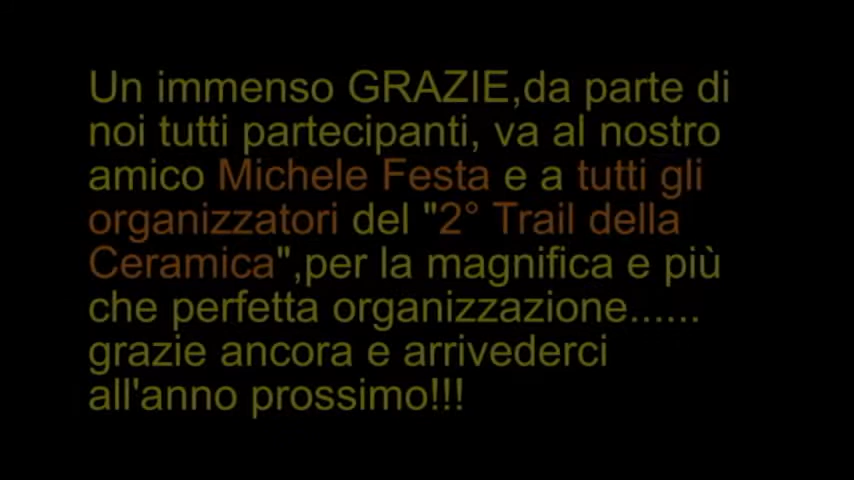 Un immenso GRAZIE,da parte di
noi tutti partecipanti, va al nostro
amico Michele Festa e a tutti gli
organizzatori del "2° Trail della
Ceramica",per la magnifica e più
che perfetta organizzazione......
grazie ancora e arrivederci
all'anno prossimo!!!